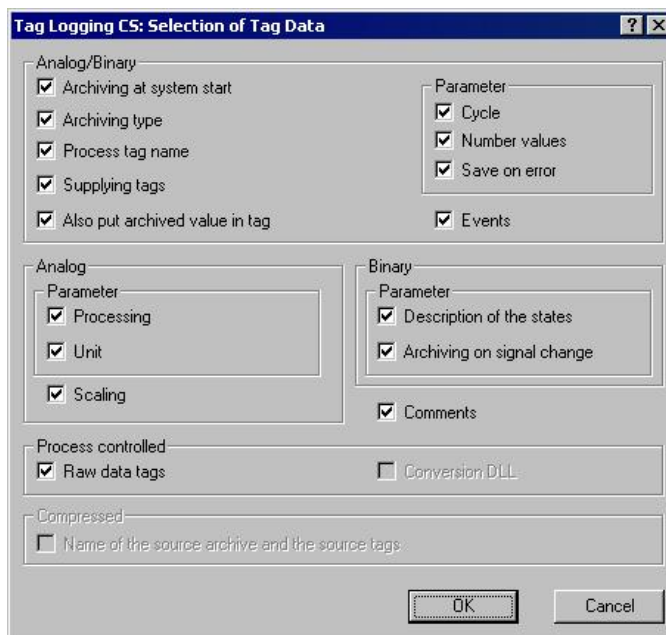 Tag Logging CS: Selection of Tag Data
Analog/Binary
Archiving at system start
Archiving type
Process tag name
Supplying tags
Also put archived value in tag
Parameter
Cycle
Number values
Save on error
Events
Analog
Parameter
Processing
Unit
Scaling
Binary
Parameter
Description of the states
Archiving on signal change
Comments
Process controlled
Raw data tags
Conversion DLL
Compressed
Name of the source archive and the source tags
OK
Cancel